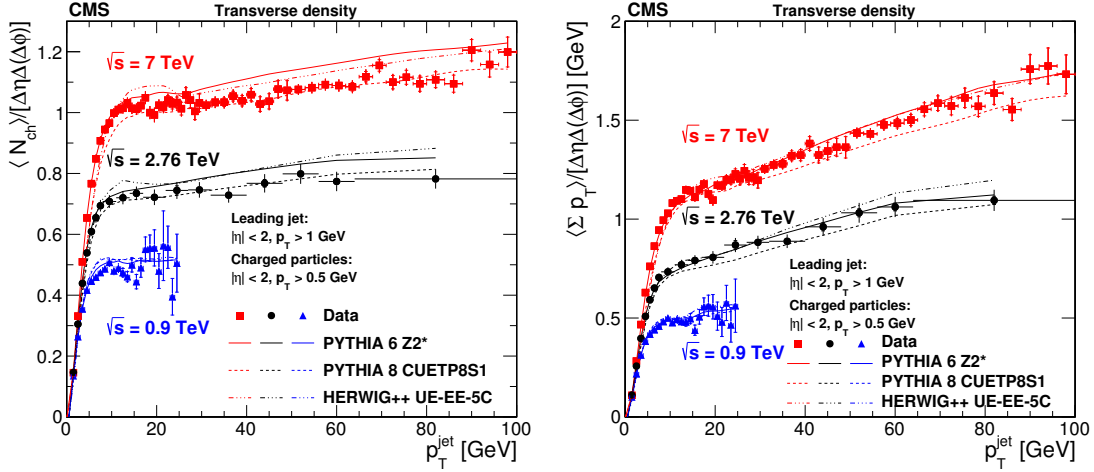 CMS Transverse density
⟨ N_ch⟩/[ΔηΔ(Δϕ)]
1.4
1.2
1
0.8
0.6
0.4
0.2
0
√s = 7 TeV
√s = 2.76 TeV
Leading jet:
|η| < 2, p_T > 1 GeV
Charged particles:
|η| < 2, p_T > 0.5 GeV
√s = 0.9 TeV
Data
PYTHIA 6 Z2*
PYTHIA 8 CUETP8S1
HERWIG++ UE-EE-5C
0 20 40 60 80 100
p_T^jet [GeV]
CMS Transverse density
⟨Σ p_T⟩/[ΔηΔ(Δϕ)] [GeV]
2
1.5
1
0.5
0
√s = 7 TeV
√s = 2.76 TeV
Leading jet:
|η| < 2, p_T > 1 GeV
Charged particles:
|η| < 2, p_T > 0.5 GeV
√s = 0.9 TeV
Data
PYTHIA 6 Z2*
PYTHIA 8 CUETP8S1
HERWIG++ UE-EE-5C
0 20 40 60 80 100
p_T^jet [GeV]